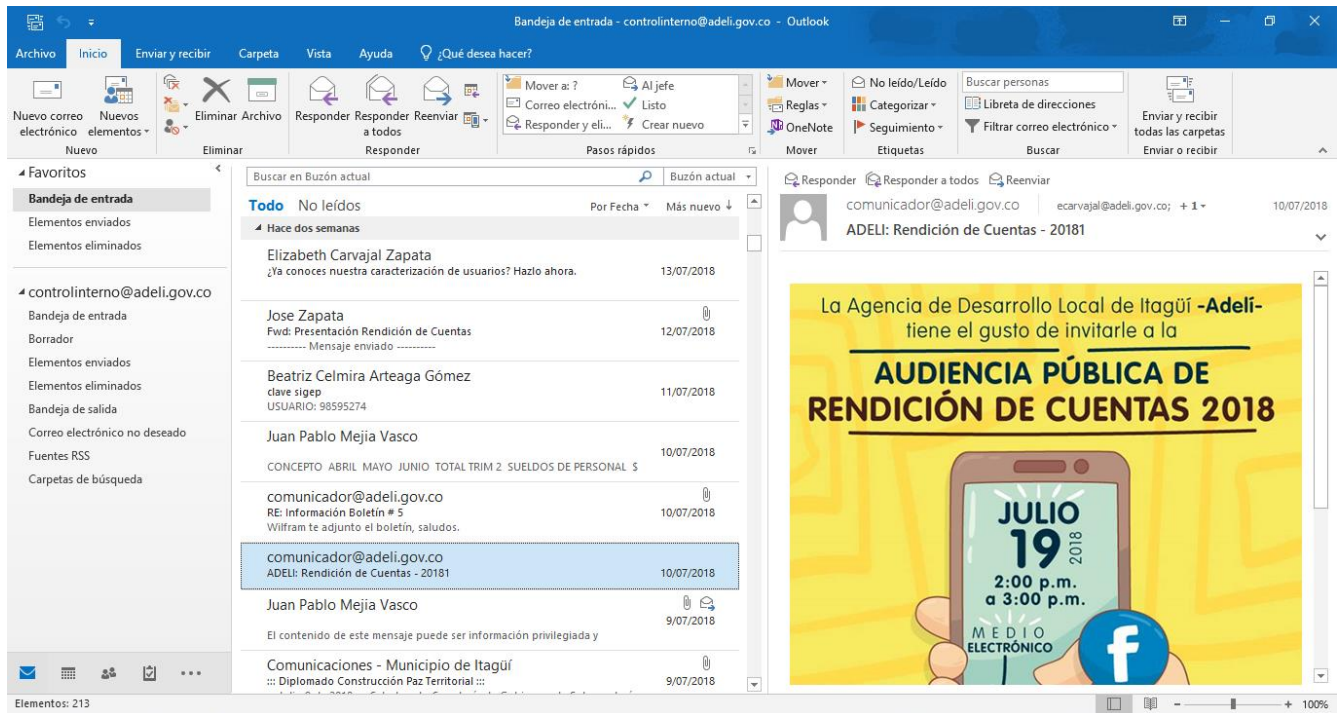 Bandeja de entrada - controlinterno@adeli.gov.co - Outlook
Archivo Inicio Enviar y recibir Carpeta Vista Ayuda ¿Qué desea hacer?
Nuevo correo electrónico
Nuevos elementos
Nuevo
Eliminar
Archivo
Eliminar
Responder
Responder a todos
Reenviar
Responder
Mover a: ?
Al jefe
Correo electróni...
Listo
Responder y eli...
Crear nuevo
Pasos rápidos
Mover
Reglas
OneNote
Mover
No leído/Leído
Categorizar
Seguimiento
Etiquetas
Buscar personas
Libreta de direcciones
Filtrar correo electrónico
Buscar
Enviar y recibir todas las carpetas
Enviar o recibir
Favoritos
Bandeja de entrada
Elementos enviados
Elementos eliminados
controlinterno@adeli.gov.co
Bandeja de entrada
Borrador
Elementos enviados
Elementos eliminados
Bandeja de salida
Correo electrónico no deseado
Fuentes RSS
Carpetas de búsqueda
Buscar en Buzón actual
Buzón actual
Todo No leídos
Por Fecha Más nuevo
Hace dos semanas
Elizabeth Carvajal Zapata
¿Ya conoces nuestra caracterización de usuarios? Hazlo ahora. 13/07/2018
Jose Zapata
Fwd: Presentación Rendición de Cuentas 12/07/2018
---------- Mensaje enviado ----------
Beatriz Celmira Arteaga Gómez
clave sigep 11/07/2018
USUARIO: 98595274
Juan Pablo Mejia Vasco
10/07/2018
CONCEPTO ABRIL MAYO JUNIO TOTAL TRIM 2 SUELDOS DE PERSONAL $
comunicador@adeli.gov.co
RE: Información Boletín # 5 10/07/2018
Wilfram te adjunto el boletín, saludos.
comunicador@adeli.gov.co
ADELI: Rendición de Cuentas - 20181 10/07/2018
Juan Pablo Mejia Vasco
9/07/2018
El contenido de este mensaje puede ser información privilegiada y
Comunicaciones - Municipio de Itagüí
::: Diplomado Construcción Paz Territorial ::: 9/07/2018
Responder Responder a todos Reenviar
comunicador@adeli.gov.co ecarvajal@adeli.gov.co; + 1 10/07/2018
ADELI: Rendición de Cuentas - 20181
La Agencia de Desarrollo Local de Itagüí -Adelí-
tiene el gusto de invitarle a la
AUDIENCIA PÚBLICA DE
RENDICIÓN DE CUENTAS 2018
JULIO
19 2018
2:00 p.m.
a 3:00 p.m.
MEDIO
ELECTRÓNICO
f
Elementos: 213
100%